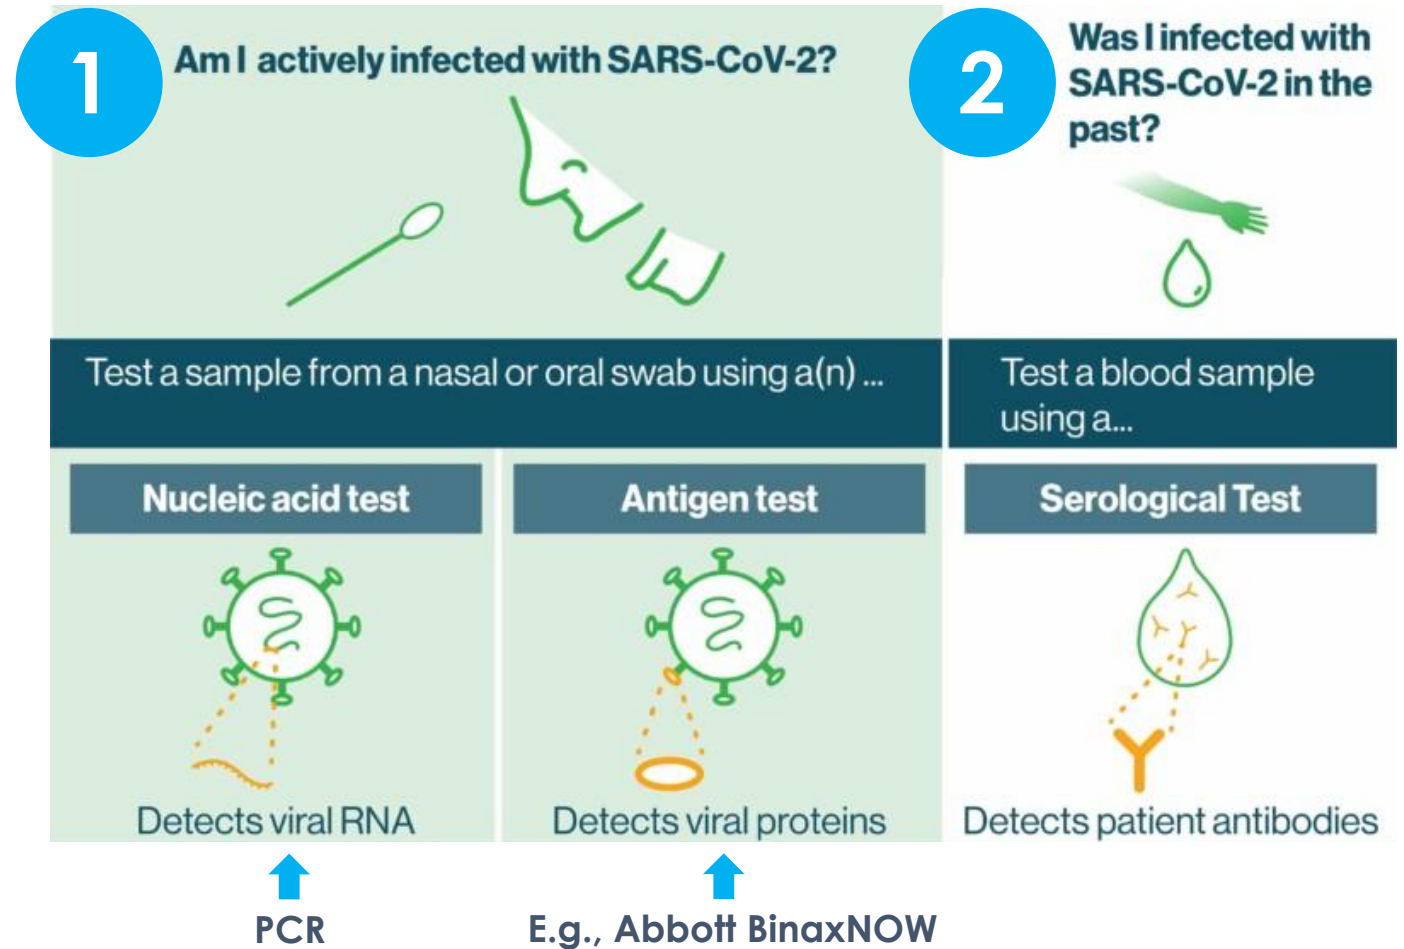 1
Am I actively infected with SARS-CoV-2?
2
Was I infected with
SARS-CoV-2 in the
past?
Test a sample from a nasal or oral swab using a(n) ...
Test a blood sample
using a...
Nucleic acid test
Antigen test
Serological Test
Detects viral RNA
Detects viral proteins
Detects patient antibodies
PCR
E.g., Abbott BinaxNOW